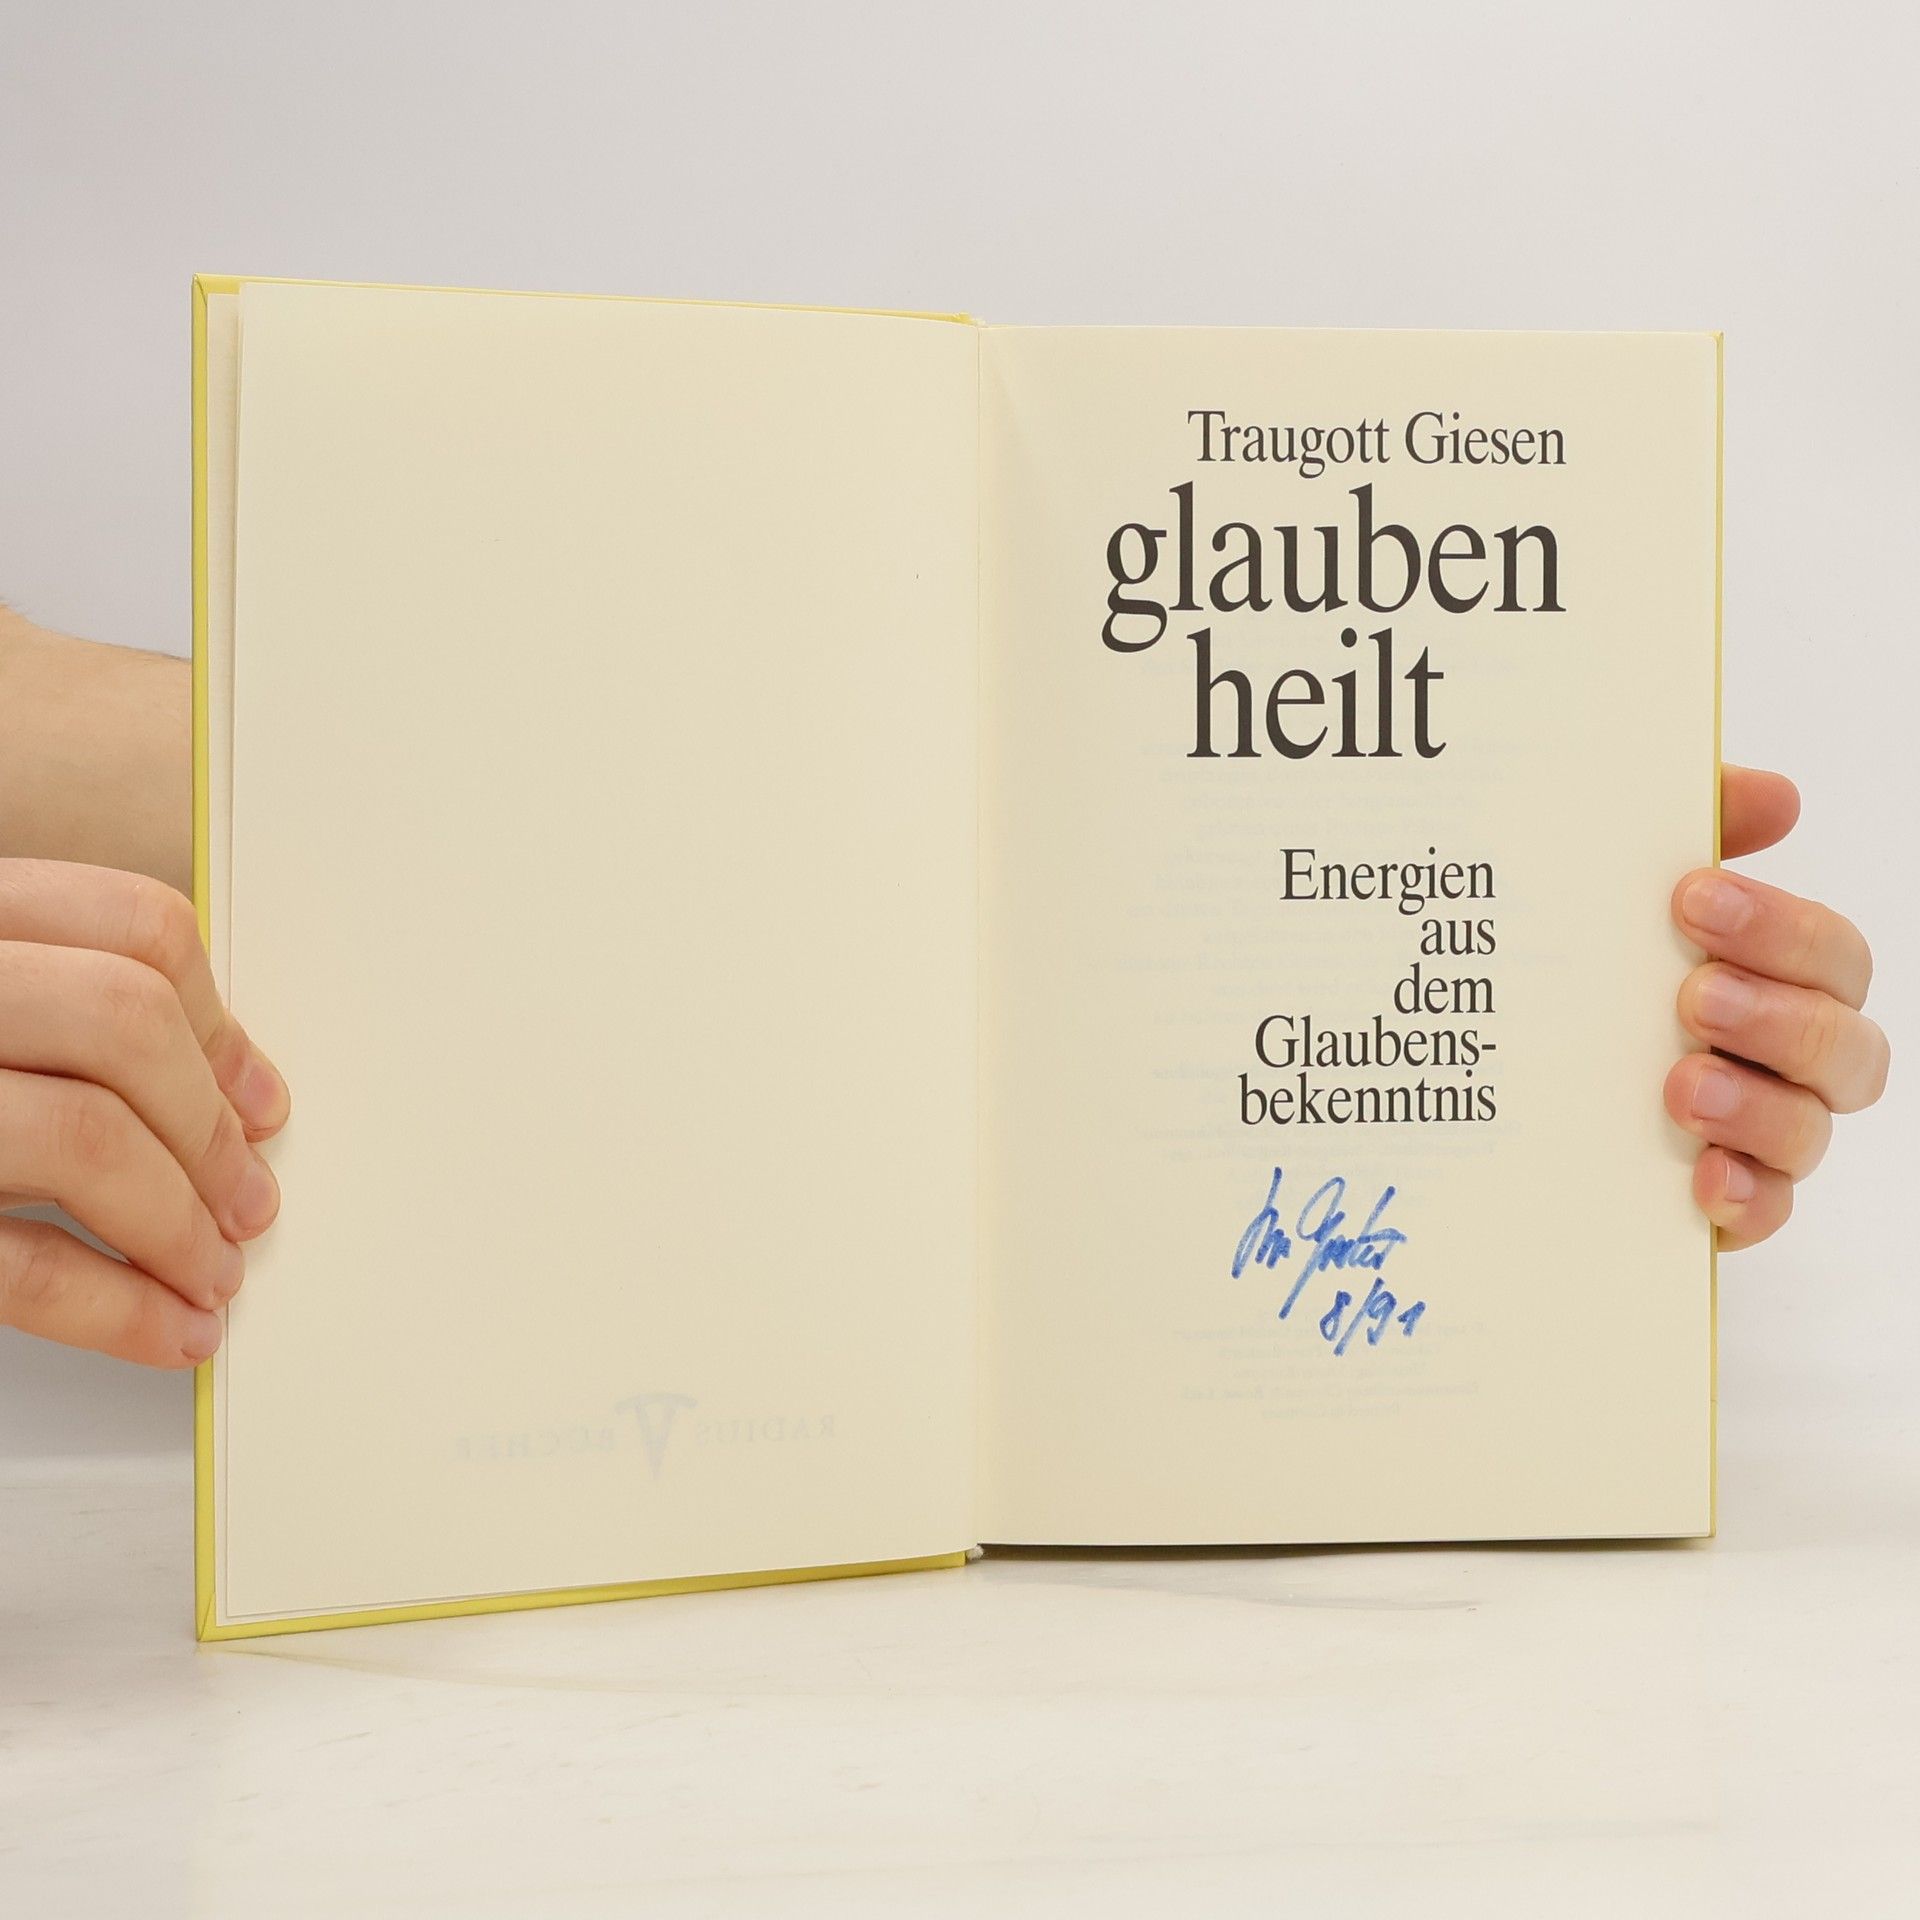 Traugott Giesen
glauben
heilt
Energien
aus
dem
Glaubens-
bekenntnis
8/91
RADIUS BÜCHER